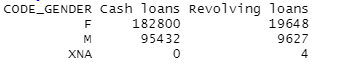 CODE_GENDER Cash loans Revolving loans
F 182800 19648
M 95432 9627
XNA 0 4